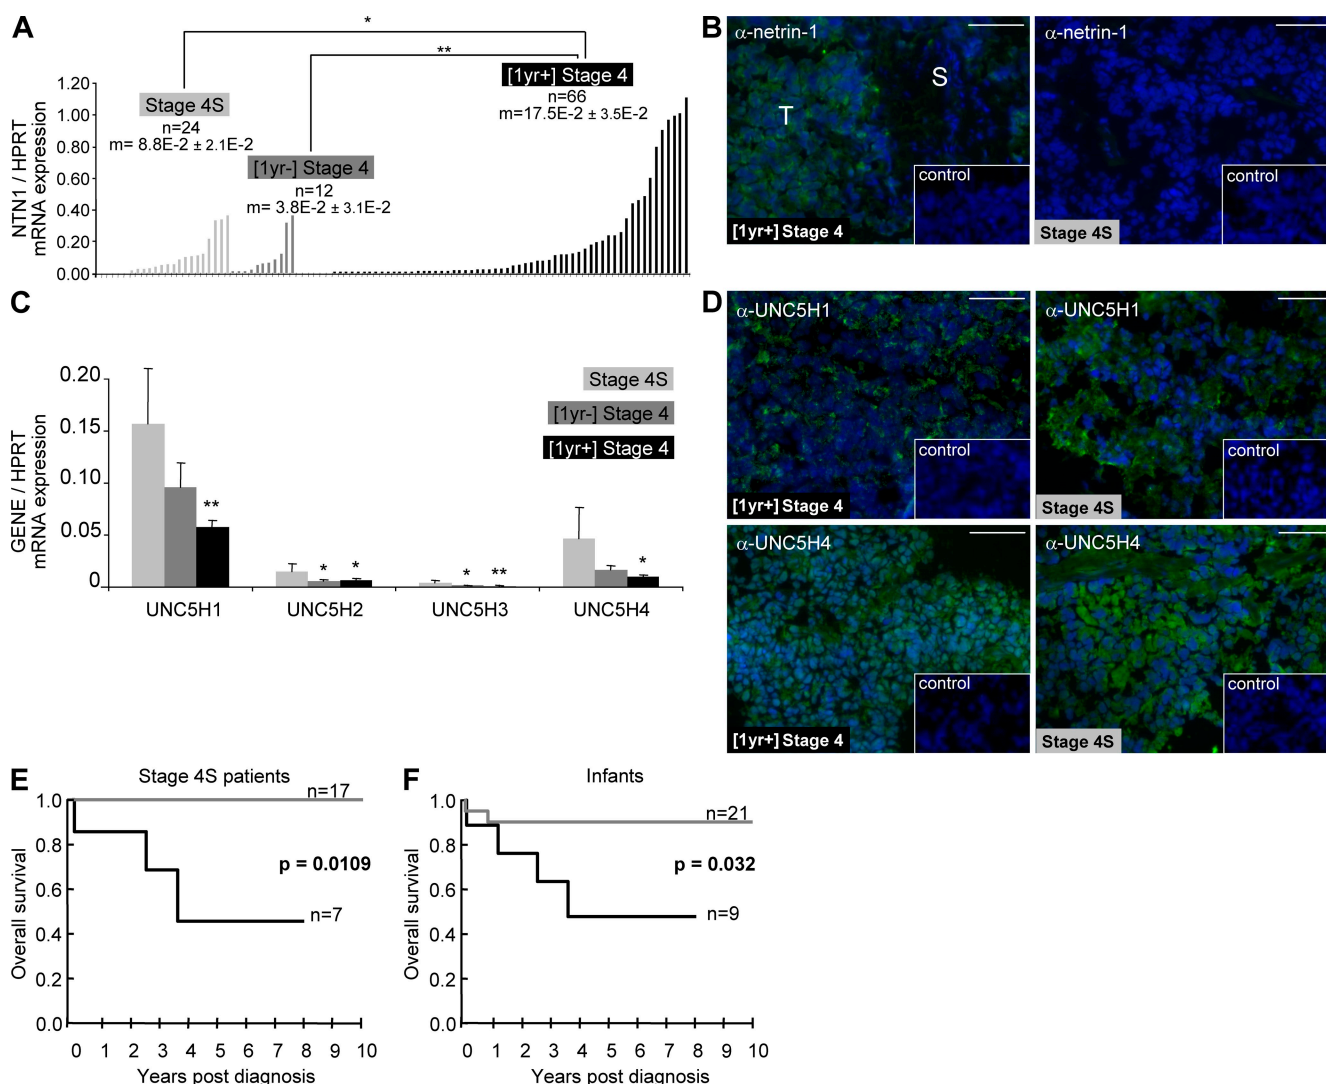 A
*
**
[1yr+] Stage 4
n=66
m=17.5E-2 ± 3.5E-2
Stage 4S
n=24
m= 8.8E-2 ± 2.1E-2
[1yr-] Stage 4
n=12
m= 3.8E-2 ± 3.1E-2
NTN1 / HPRT
mRNA expression
1.20
1.00
0.80
0.60
0.40
0.20
0.00
B
α-netrin-1
T
S
control
[1yr+] Stage 4
α-netrin-1
control
Stage 4S
C
GENE / HPRT
mRNA expression
0.20
0.15
0.10
0.05
0
Stage 4S
[1yr-] Stage 4
[1yr+] Stage 4
**
* *
* **
*
UNC5H1 UNC5H2 UNC5H3 UNC5H4
D
α-UNC5H1
control
[1yr+] Stage 4
α-UNC5H1
control
Stage 4S
α-UNC5H4
control
[1yr+] Stage 4
α-UNC5H4
control
Stage 4S
E
Stage 4S patients
Overall survival
1.0
0.8
0.6
0.4
0.2
0.0
n=17
p = 0.0109
n=7
0 1 2 3 4 5 6 7 8 9 10
Years post diagnosis
F
Infants
Overall survival
1.0
0.8
0.6
0.4
0.2
0.0
n=21
p = 0.032
n=9
0 1 2 3 4 5 6 7 8 9 10
Years post diagnosis